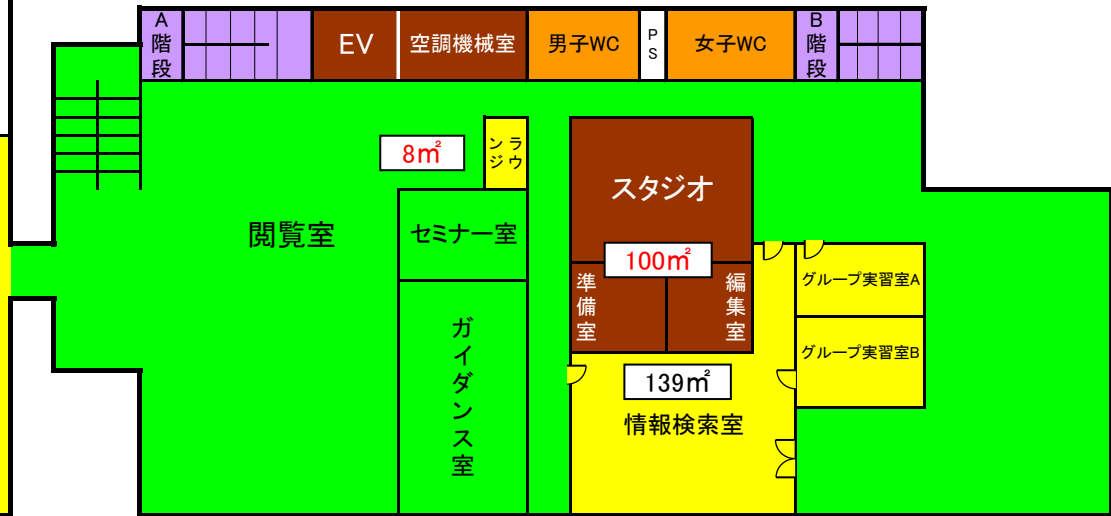 A階段
EV
空調機械室
男子WC
PS
女子WC
B階段
8㎡
ラウンジ
スタジオ
閲覧室
セミナー室
100㎡
準備室
編集室
グループ実習室A
ガイダンス室
グループ実習室B
139㎡
情報検索室